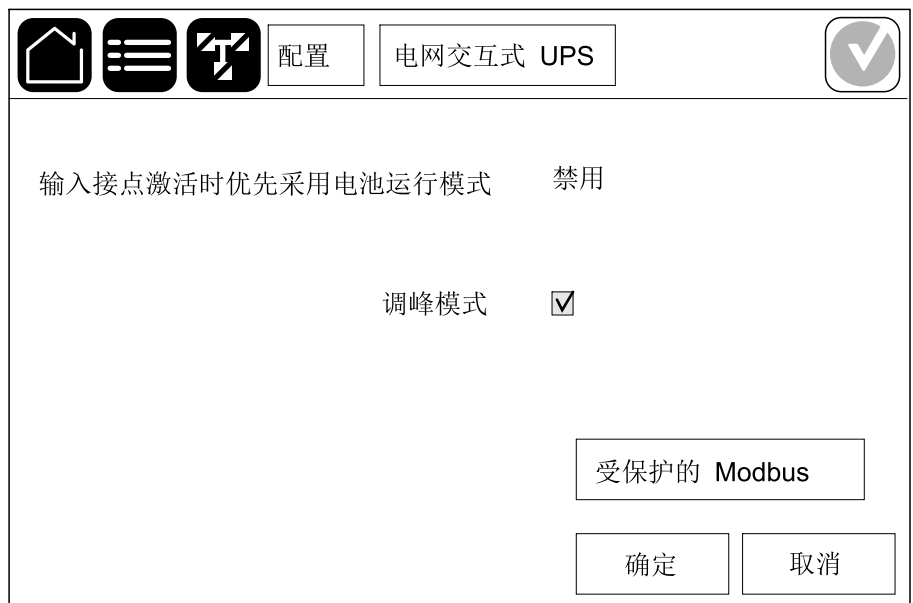 配置
电网交互式 UPS
输入接点激活时优先采用电池运行模式 禁用
调峰模式
受保护的 Modbus
确定
取消